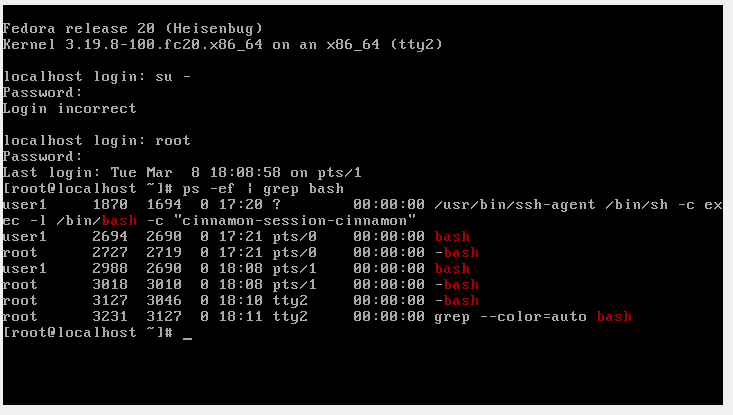 Fedora release 20 (Heisenbug)
Kernel 3.19.8-100.fc20.x86_64 on an x86_64 (tty2)
localhost login: su -
Password:
Login incorrect
localhost login: root
Password:
Last login: Tue Mar  8 18:08:58 on pts/1
[root@localhost ~]# ps -ef | grep bash
user1     1870  1694  0 17:20 ?        00:00:00 /usr/bin/ssh-agent /bin/sh -c ex
ec -l /bin/bash -c "cinnamon-session-cinnamon"
user1     2694  2690  0 17:21 pts/0    00:00:00 bash
root      2727  2719  0 17:21 pts/0    00:00:00 -bash
user1     2988  2690  0 18:08 pts/1    00:00:00 bash
root      3018  3010  0 18:08 pts/1    00:00:00 -bash
root      3127  3046  0 18:10 tty2     00:00:00 -bash
root      3231  3127  0 18:11 tty2     00:00:00 grep --color=auto bash
[root@localhost ~]# _